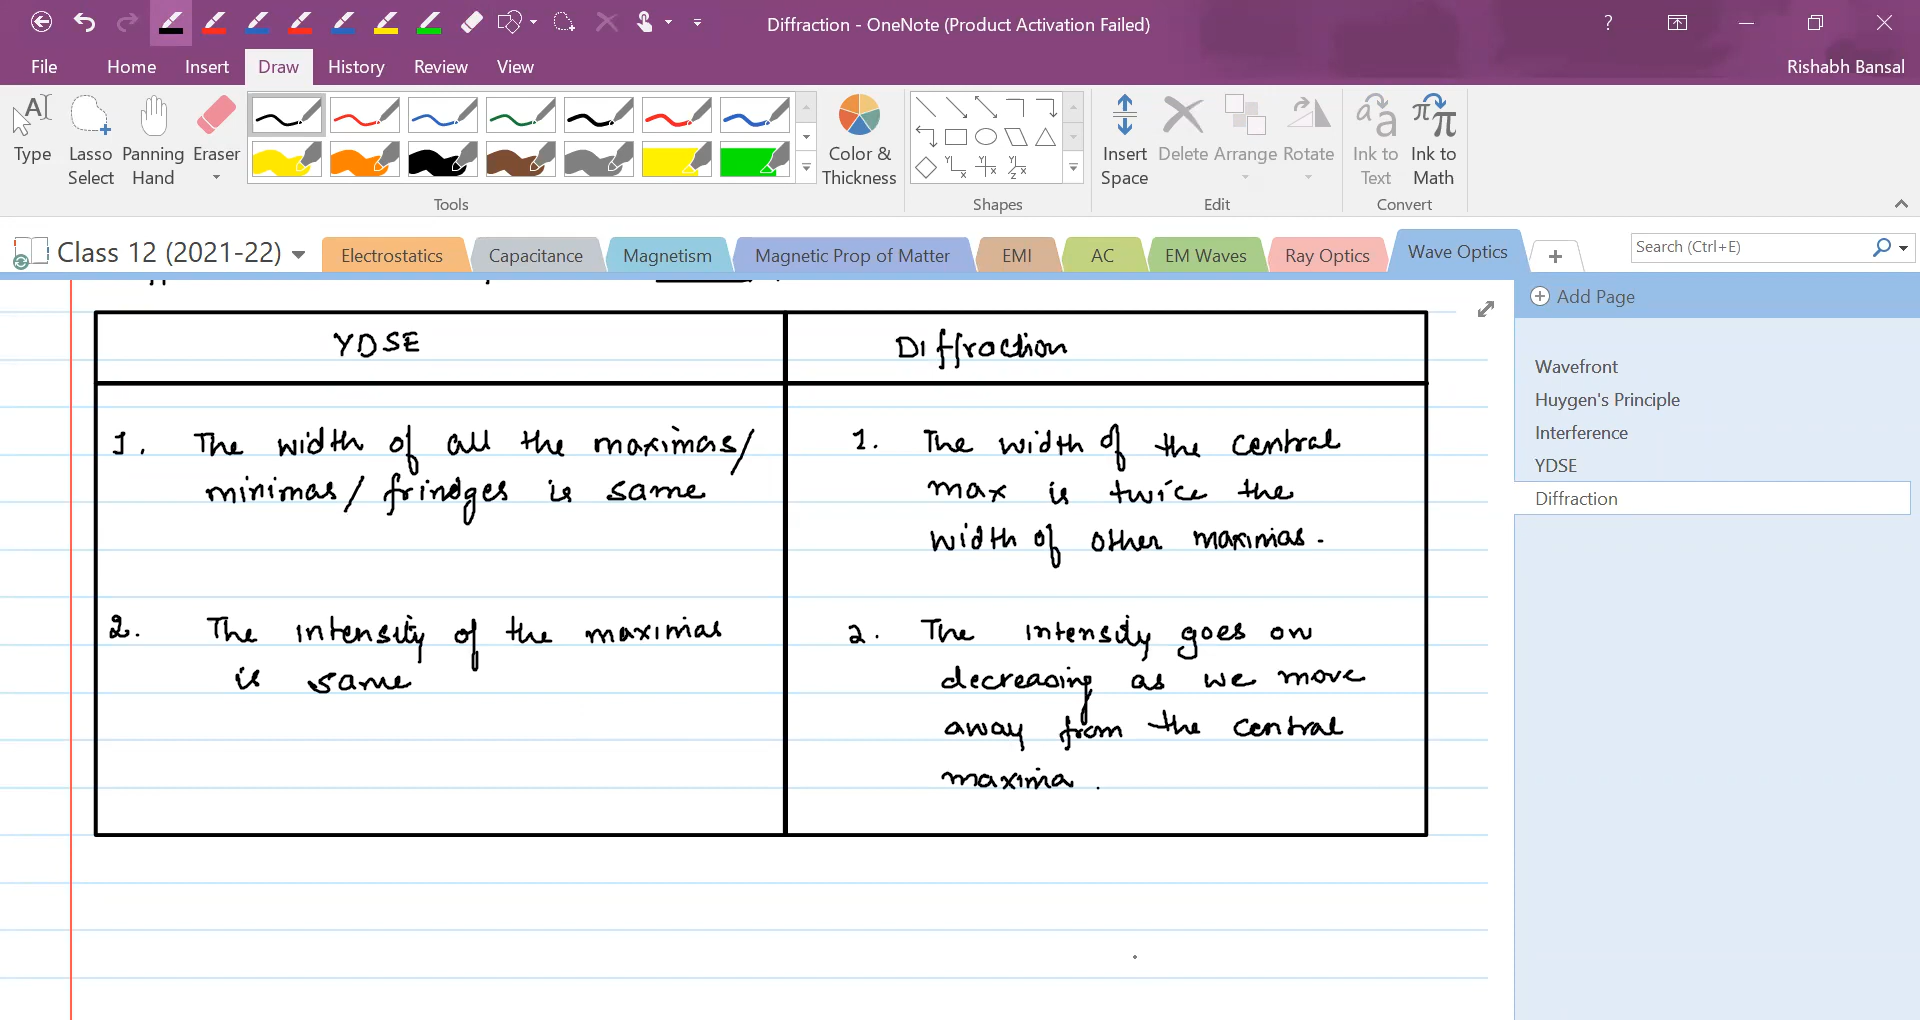 Diffraction - OneNote (Product Activation Failed)
?
File Home Insert Draw History Review View
Rishabh Bansal
Type
Lasso Select
Panning Hand
Eraser
Color & Thickness
Insert Space
Delete
Arrange
Rotate
Ink to Text
Ink to Math
Tools
Shapes
Edit
Convert
Class 12 (2021-22)
Electrostatics
Capacitance
Magnetism
Magnetic Prop of Matter
EMI
AC
EM Waves
Ray Optics
Wave Optics
Search (Ctrl+E)
Add Page
Wavefront
Huygen's Principle
Interference
YDSE
Diffraction
YDSE
1. The width of all the maximas/
minimas/ frindges is same
2. The intensity of the maximas
is same
Diffraction
1. The width of the central
max is twice the
width of other maximas.
2. The intensity goes on
decreasing as we move
away from the central
maxima.